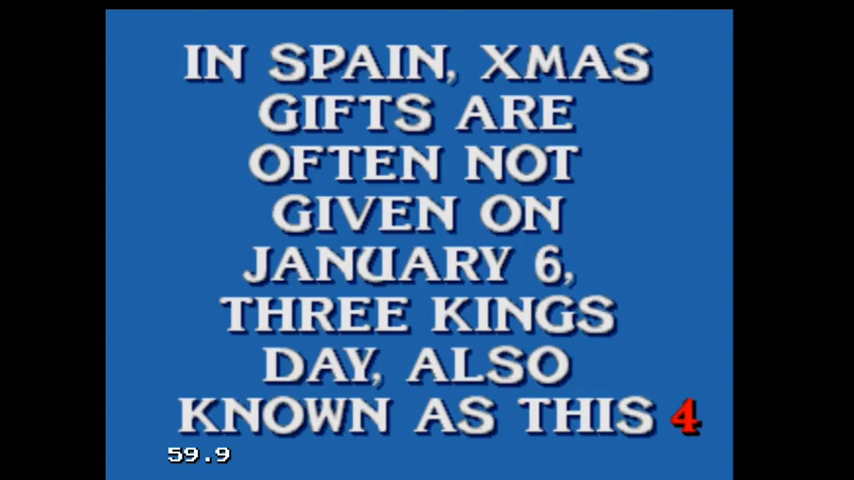 IN SPAIN, XMAS
GIFTS ARE
OFTEN NOT
GIVEN ON
JANUARY 6,
THREE KINGS
DAY, ALSO
KNOWN AS THIS 4
59.9